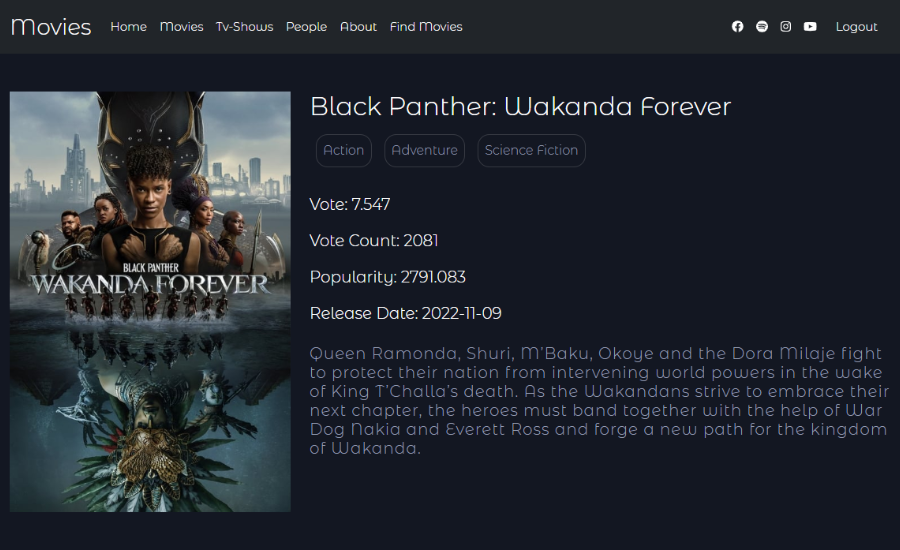 Movies Home Movies Tv-Shows People About Find Movies Logout
BLACK PANTHER
WAKANDA FOREVER
Black Panther: Wakanda Forever
Action Adventure Science Fiction
Vote: 7.547
Vote Count: 2081
Popularity: 2791.083
Release Date: 2022-11-09
Queen Ramonda, Shuri, M'Baku, Okoye and the Dora Milaje fight
to protect their nation from intervening world powers in the wake
of King T'Challa's death. As the Wakandans strive to embrace their
next chapter, the heroes must band together with the help of War
Dog Nakia and Everett Ross and forge a new path for the kingdom
of Wakanda.